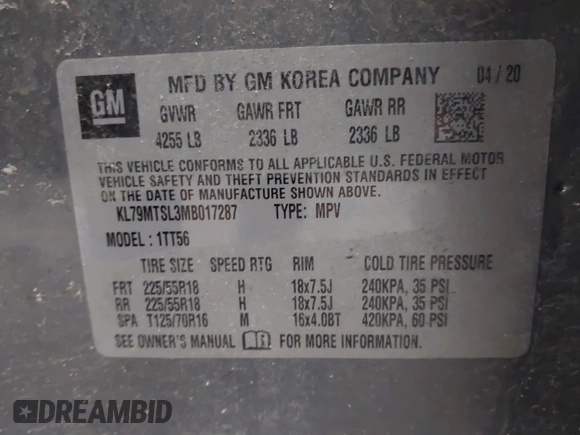 GM
MFD BY GM KOREA COMPANY 04/20
GVWR GAWR FRT GAWR RR
4255 LB 2336 LB 2336 LB
THIS VEHICLE CONFORMS TO ALL APPLICABLE U.S. FEDERAL MOTOR
VEHICLE SAFETY AND THEFT PREVENTION STANDARDS IN EFFECT
ON THE DATE OF MANUFACTURE SHOWN ABOVE.
KL79MTSL3MB017287 TYPE: MPV
MODEL: 1TT56
TIRE SIZE SPEED RTG RIM COLD TIRE PRESSURE
FRT 225/55R18 H 18x7.5J 240KPA, 35 PSI
RR 225/55R18 H 18x7.5J 240KPA, 35 PSI
SPA T125/70R16 M 16x4.0BT 420KPA, 60 PSI
SEE OWNER'S MANUAL FOR MORE INFORMATION.
DREAMBID